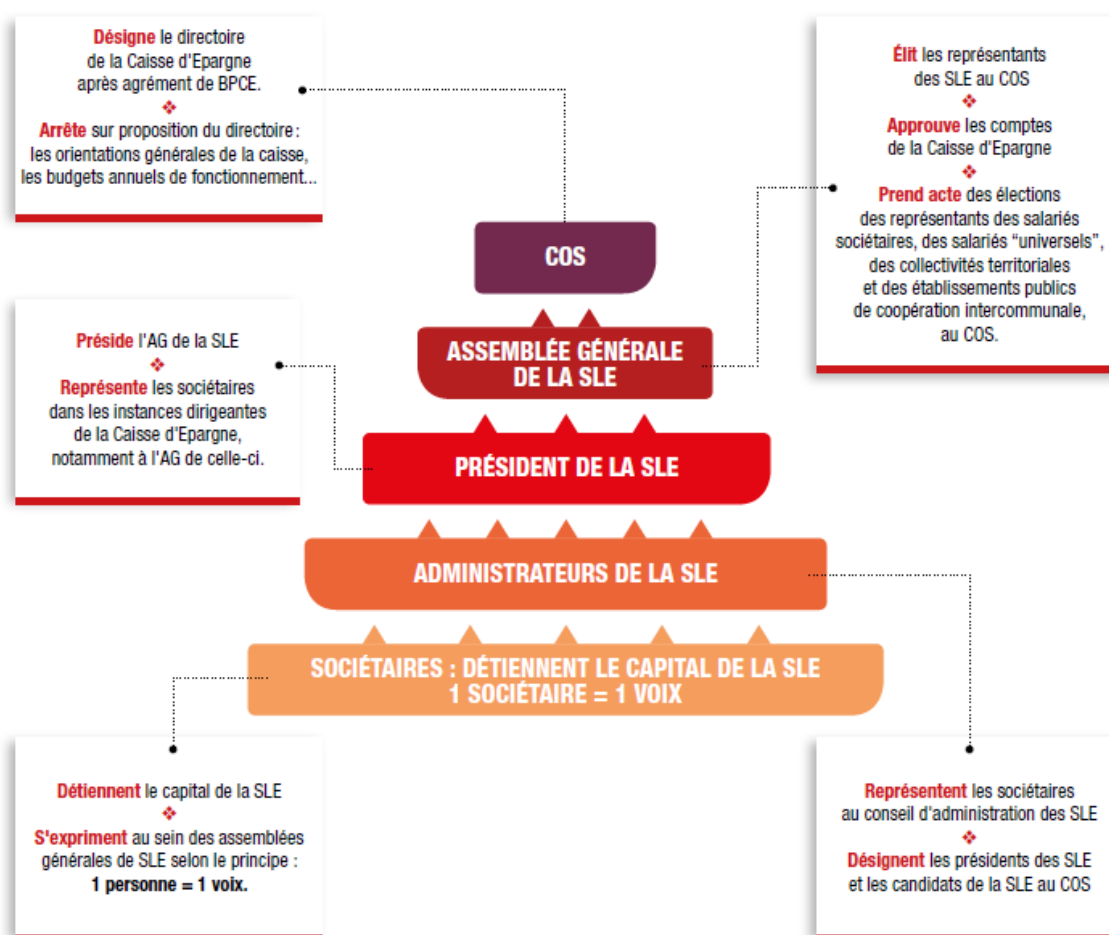 Désigne le directoire
de la Caisse d'Epargne
après agrément de BPCE.
❖
Arrête sur proposition du directoire :
les orientations générales de la caisse,
les budgets annuels de fonctionnement...
Élit les représentants
des SLE au COS
❖
Approuve les comptes
de la Caisse d'Epargne
❖
Prend acte des élections
des représentants des salariés
sociétaires, des salariés “universels”,
des collectivités territoriales
et des établissements publics
de coopération intercommunale,
au COS.
COS
ASSEMBLÉE GÉNÉRALE
DE LA SLE
Préside l'AG de la SLE
❖
Représente les sociétaires
dans les instances dirigeantes
de la Caisse d'Epargne,
notamment à l'AG de celle-ci.
PRÉSIDENT DE LA SLE
ADMINISTRATEURS DE LA SLE
SOCIÉTAIRES : DÉTIENNENT LE CAPITAL DE LA SLE
1 SOCIÉTAIRE = 1 VOIX
Détiennent le capital de la SLE
❖
S'expriment au sein des assemblées
générales de SLE selon le principe :
1 personne = 1 voix.
Représentent les sociétaires
au conseil d'administration des SLE
❖
Désignent les présidents des SLE
et les candidats de la SLE au COS